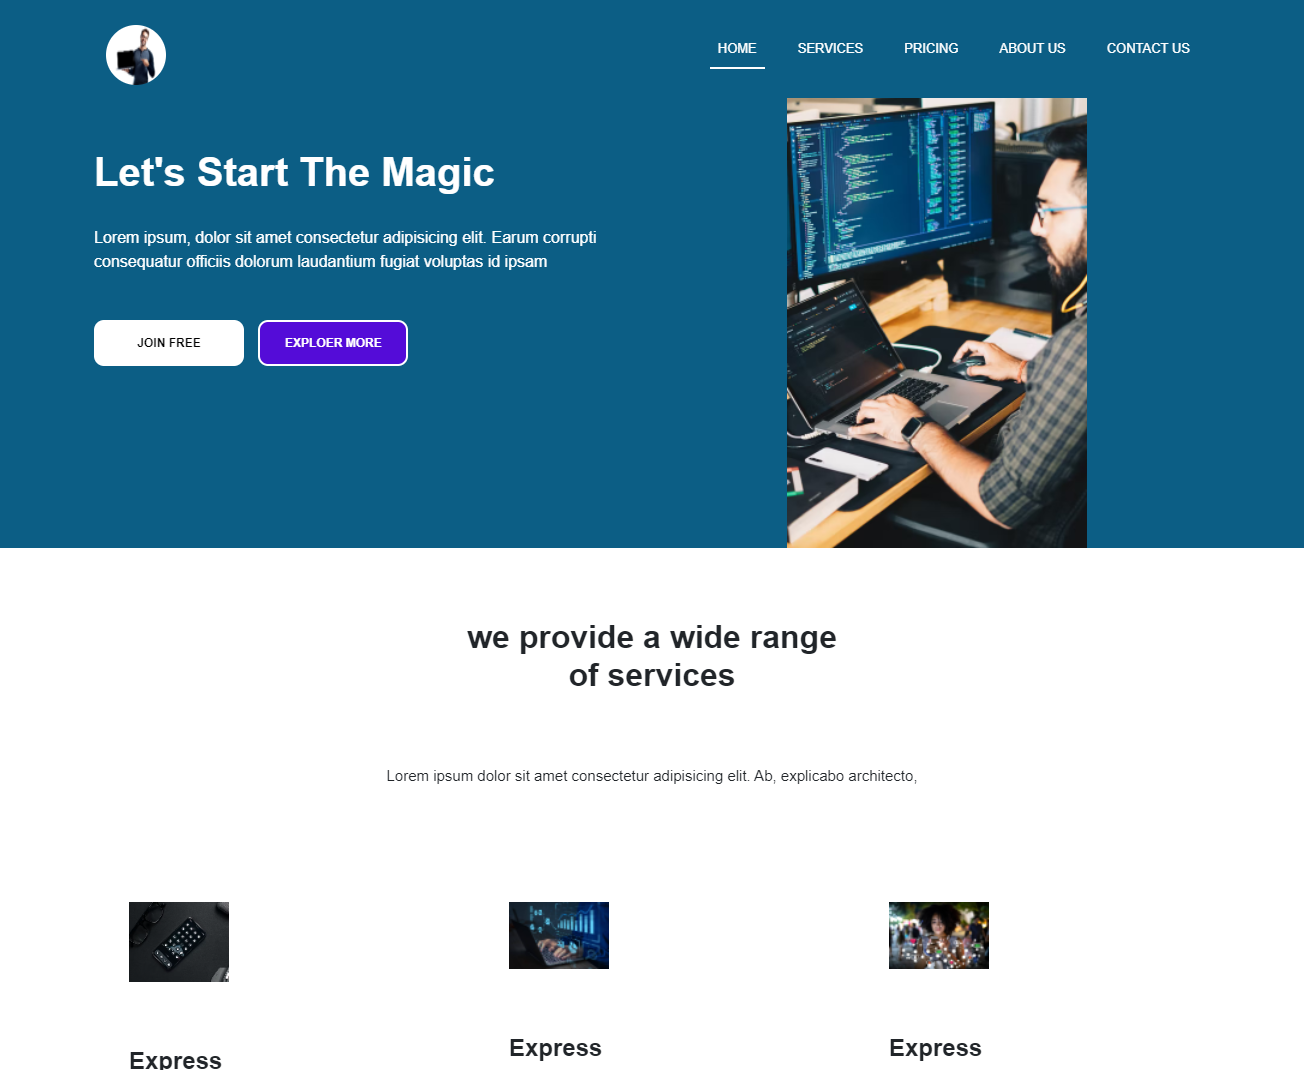 HOME SERVICES PRICING ABOUT US CONTACT US
Let's Start The Magic
Lorem ipsum, dolor sit amet consectetur adipisicing elit. Earum corrupti
consequatur officiis dolorum laudantium fugiat voluptas id ipsam
JOIN FREE EXPLOER MORE
we provide a wide range
of services
Lorem ipsum dolor sit amet consectetur adipisicing elit. Ab, explicabo architecto,
Express Express Express